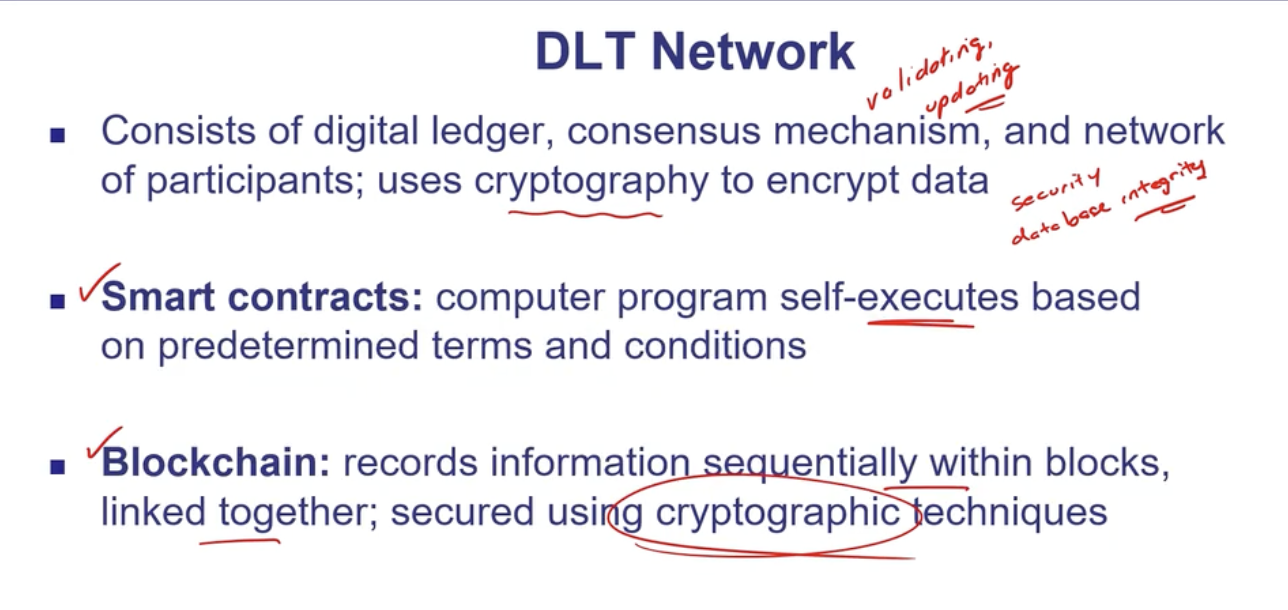 DLT Network
validating,
updating
■ Consists of digital ledger, consensus mechanism, and network
of participants; uses cryptography to encrypt data
security
database integrity
■ ✓Smart contracts: computer program self-executes based
on predetermined terms and conditions
■ ✓Blockchain: records information sequentially within blocks,
linked together; secured using cryptographic techniques